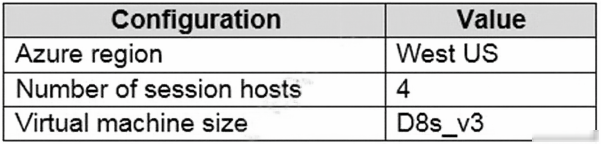 Configuration Value
Azure region West US
Number of session hosts 4
Virtual machine size D8s_v3